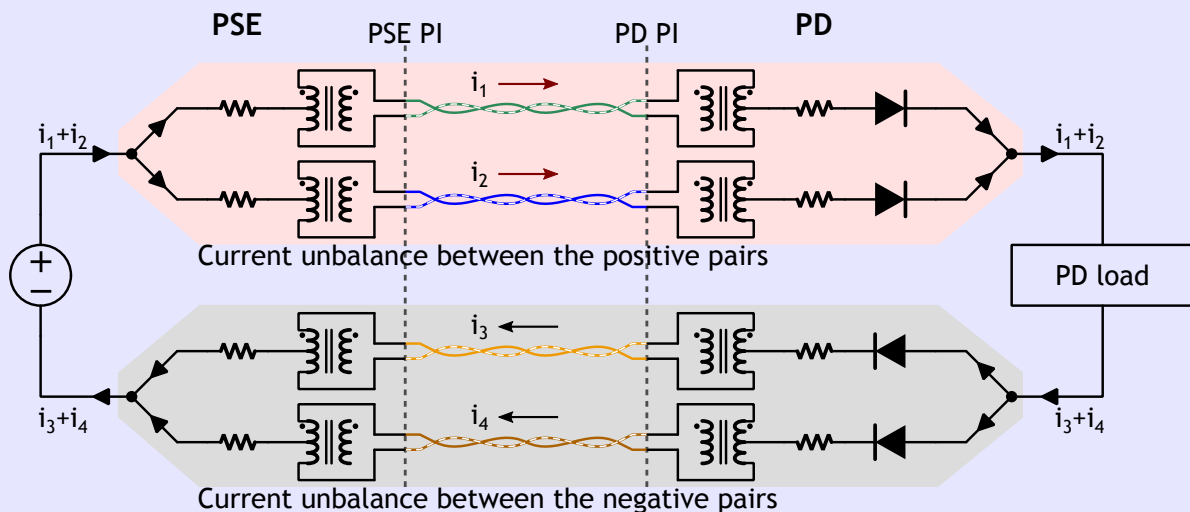 PSE
PSE PI
PD PI
PD
i₁
i₁+i₂
i₁+i₂
i₂
Current unbalance between the positive pairs
+
−
PD load
i₃
i₃+i₄
i₃+i₄
i₄
Current unbalance between the negative pairs